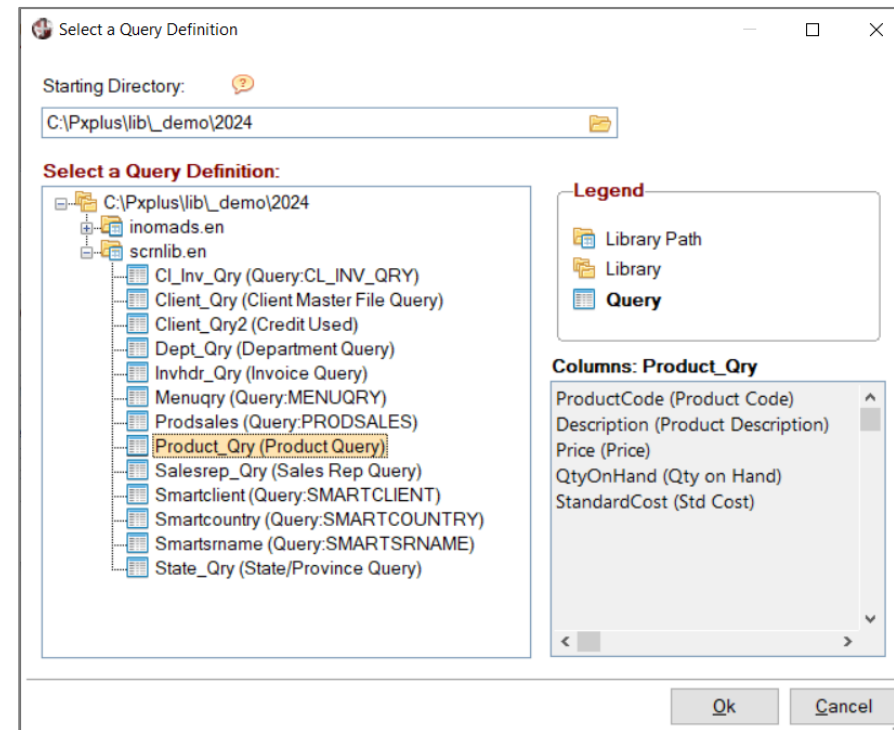 Select a Query Definition
Starting Directory:
C:\Pxplus\lib\_demo\2024
Select a Query Definition:
C:\Pxplus\lib\_demo\2024
inomads.en
scrnlib.en
Cl_Inv_Qry (Query:CL_INV_QRY)
Client_Qry (Client Master File Query)
Client_Qry2 (Credit Used)
Dept_Qry (Department Query)
Invhdr_Qry (Invoice Query)
Menuqry (Query:MENUQRY)
Prodsales (Query:PRODSALES)
Product_Qry (Product Query)
Salesrep_Qry (Sales Rep Query)
Smartclient (Query:SMARTCLIENT)
Smartcountry (Query:SMARTCOUNTRY)
Smartsrname (Query:SMARTSRNAME)
State_Qry (State/Province Query)
Legend
Library Path
Library
Query
Columns: Product_Qry
ProductCode (Product Code)
Description (Product Description)
Price (Price)
QtyOnHand (Qty on Hand)
StandardCost (Std Cost)
Ok
Cancel